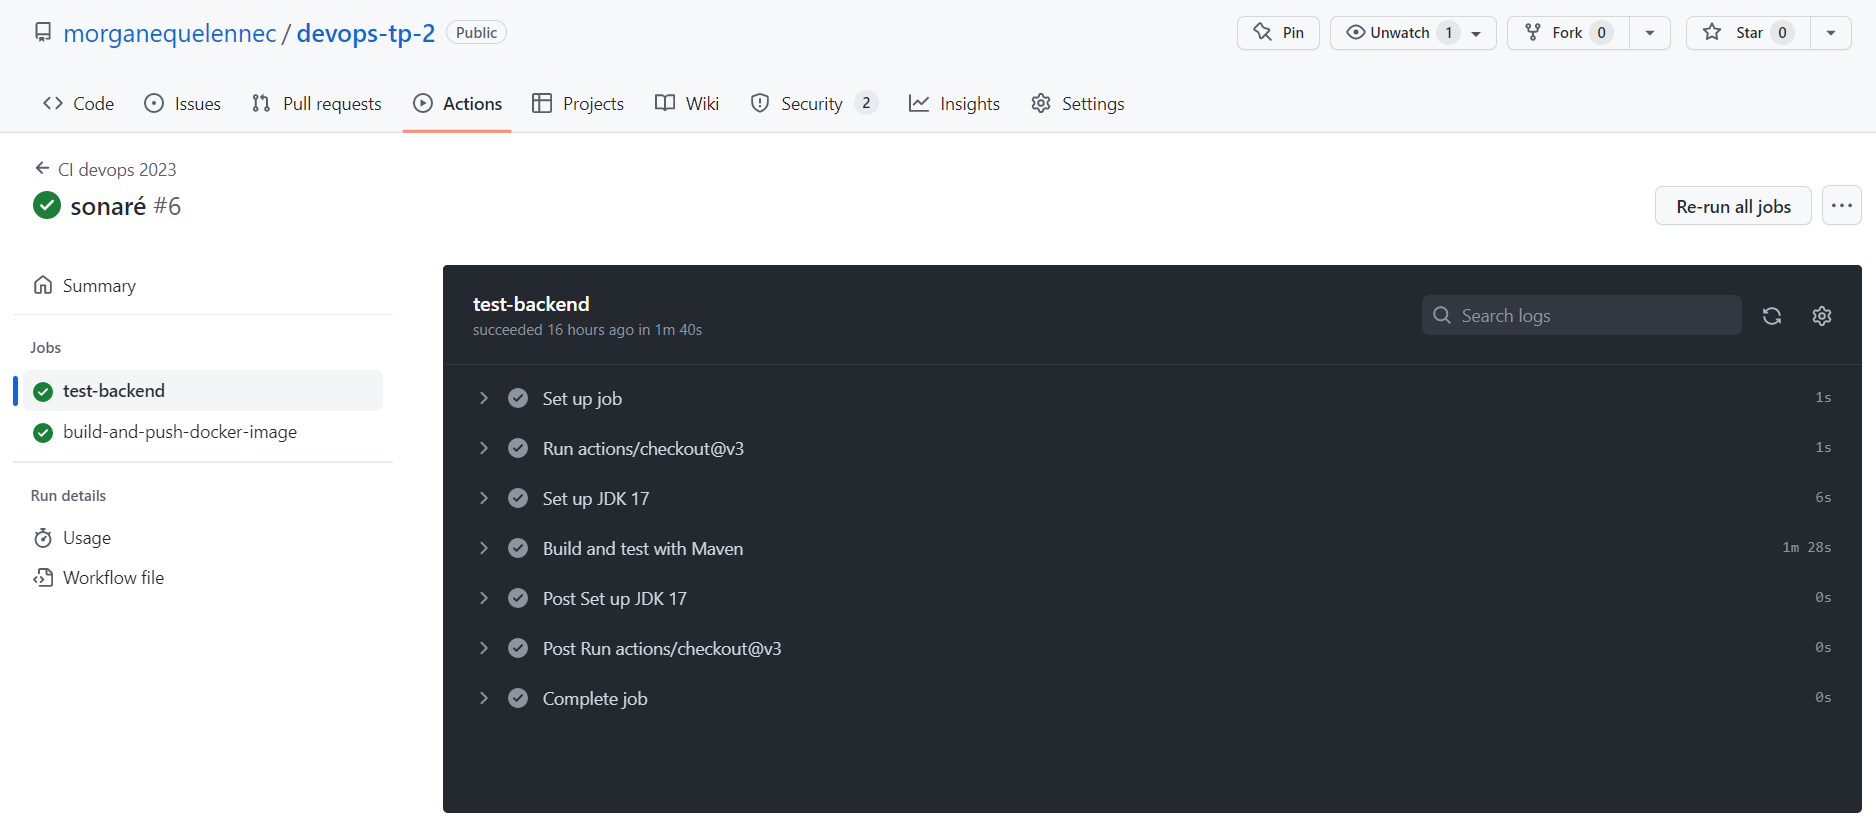 morganequelennec / devops-tp-2 Public Pin Unwatch 1 Fork 0 Star 0
Code Issues Pull requests Actions Projects Wiki Security 2 Insights Settings
CI devops 2023
sonaré #6
Re-run all jobs
Summary
Jobs
test-backend
build-and-push-docker-image
Run details
Usage
Workflow file
test-backend
succeeded 16 hours ago in 1m 40s
Search logs
Set up job 1s
Run actions/checkout@v3 1s
Set up JDK 17 6s
Build and test with Maven 1m 28s
Post Set up JDK 17 0s
Post Run actions/checkout@v3 0s
Complete job 0s